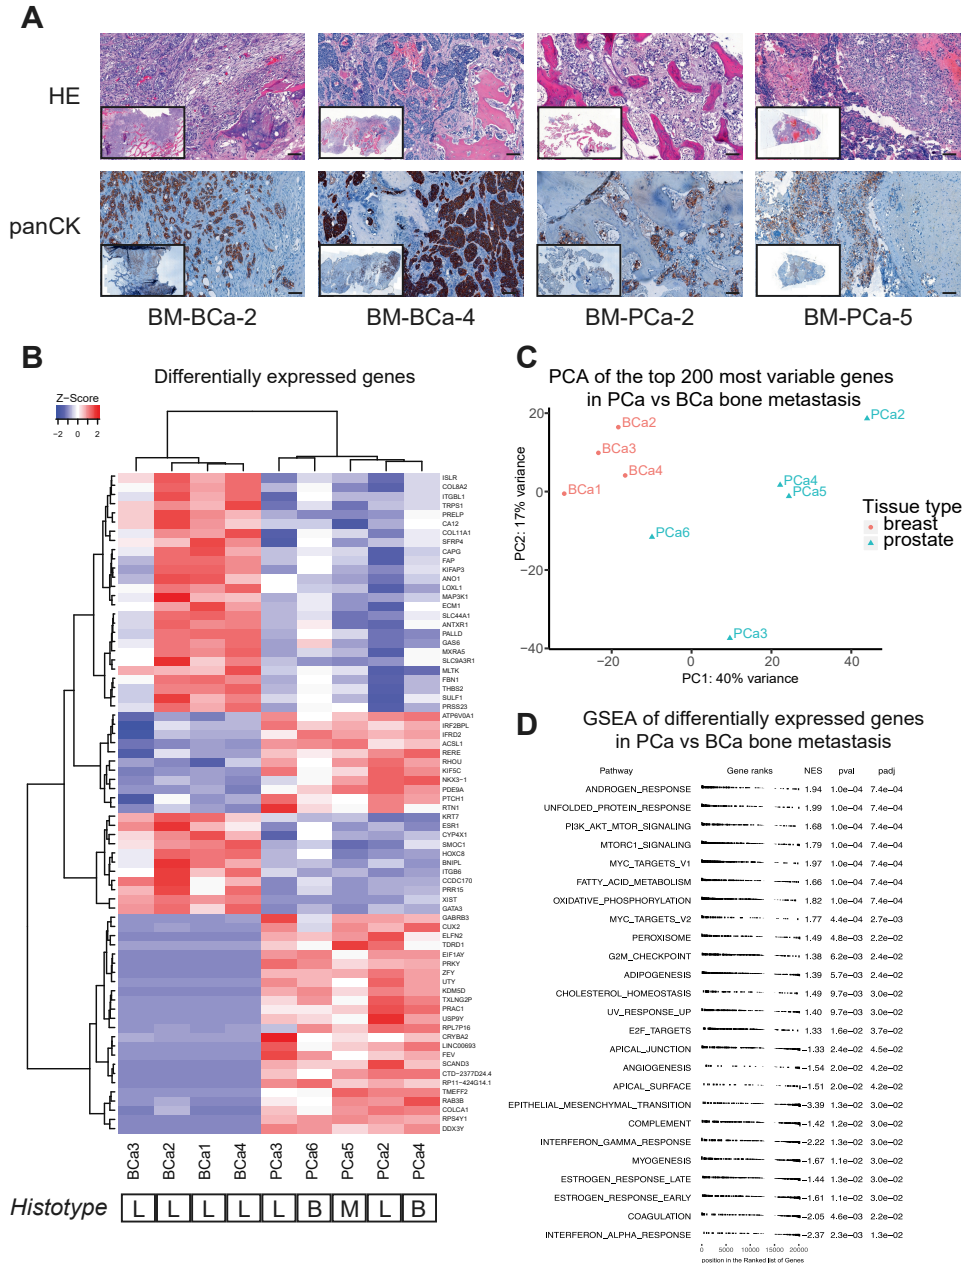 A
HE
panCK
BM-BCa-2 BM-BCa-4 BM-PCa-2 BM-PCa-5
B
Differentially expressed genes
Z-Score
−2 0 2
ISLR
COL8A2
ITGBL1
TRPS1
PRELP
CA12
COL11A1
SFRP4
CAPG
FAP
KIFAP3
ANO1
LOXL1
MAP3K1
ECM1
SLC44A1
ANTXR1
PALLD
GAS6
MXRA5
SLC9A3R1
MLTK
FBN1
THBS2
SULF1
PRSS23
ATP6V0A1
IRF2BPL
IFRD2
ACSL1
RERE
RHOU
KIF5C
NKX3−1
PDE9A
PTCH1
RTN1
KRT7
ESR1
CYP4X1
SMOC1
HOXC8
BNIPL
ITGB6
CCDC170
PRR15
XIST
GATA3
GABRB3
CUX2
ELFN2
TDRD1
EIF1AY
PRKY
ZFY
UTY
KDM5D
TXLNG2P
PRAC1
USP9Y
RPL7P16
CRYBA2
LINC00693
FEV
SCAND3
CTD−2377D24.4
RP11−424G14.1
TMEFF2
RAB3B
COLCA1
RPS4Y1
DDX3Y
BCa3 BCa2 BCa1 BCa4 PCa3 PCa6 PCa5 PCa2 PCa4
Histotype L L L L L B M L B
C
PCA of the top 200 most variable genes
in PCa vs BCa bone metastasis
PC2: 17% variance
20
0
−20
−40
BCa2
BCa3
BCa4
BCa1
PCa2
PCa4
PCa5
PCa6
PCa3
−20 0 20 40
PC1: 40% variance
Tissue type
breast
prostate
D
GSEA of differentially expressed genes
in PCa vs BCa bone metastasis
Pathway Gene ranks NES pval padj
ANDROGEN_RESPONSE 1.94 1.0e−04 7.4e−04
UNFOLDED_PROTEIN_RESPONSE 1.99 1.0e−04 7.4e−04
PI3K_AKT_MTOR_SIGNALING 1.68 1.0e−04 7.4e−04
MTORC1_SIGNALING 1.79 1.0e−04 7.4e−04
MYC_TARGETS_V1 1.97 1.0e−04 7.4e−04
FATTY_ACID_METABOLISM 1.66 1.0e−04 7.4e−04
OXIDATIVE_PHOSPHORYLATION 1.82 1.0e−04 7.4e−04
MYC_TARGETS_V2 1.77 4.4e−04 2.7e−03
PEROXISOME 1.49 4.8e−03 2.2e−02
G2M_CHECKPOINT 1.38 6.2e−03 2.4e−02
ADIPOGENESIS 1.39 5.7e−03 2.4e−02
CHOLESTEROL_HOMEOSTASIS 1.49 9.7e−03 3.0e−02
UV_RESPONSE_UP 1.40 9.7e−03 3.0e−02
E2F_TARGETS 1.33 1.6e−02 3.7e−02
APICAL_JUNCTION −1.33 2.4e−02 4.5e−02
ANGIOGENESIS −1.54 2.0e−02 4.2e−02
APICAL_SURFACE −1.51 2.0e−02 4.2e−02
EPITHELIAL_MESENCHYMAL_TRANSITION −3.39 1.3e−02 3.0e−02
COMPLEMENT −1.42 1.2e−02 3.0e−02
INTERFERON_GAMMA_RESPONSE −2.22 1.3e−02 3.0e−02
MYOGENESIS −1.67 1.1e−02 3.0e−02
ESTROGEN_RESPONSE_LATE −1.44 1.3e−02 3.0e−02
ESTROGEN_RESPONSE_EARLY −1.61 1.1e−02 3.0e−02
COAGULATION −2.05 4.6e−03 2.2e−02
INTERFERON_ALPHA_RESPONSE −2.37 2.3e−03 1.3e−02
0 5000 10000 15000 20000
position in the Ranked list of Genes